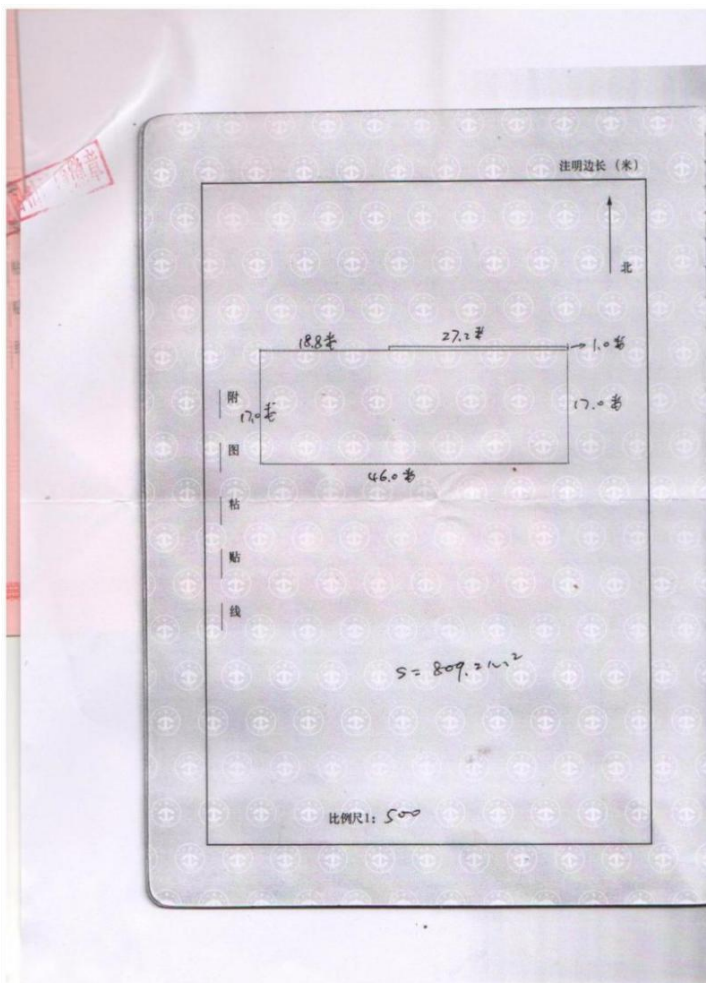 注明边长（米）
北
18.8米
27.2米
1.0米
附图粘贴线
17.0米
17.0米
46.0米
S=809.2m²
比例尺1: 500